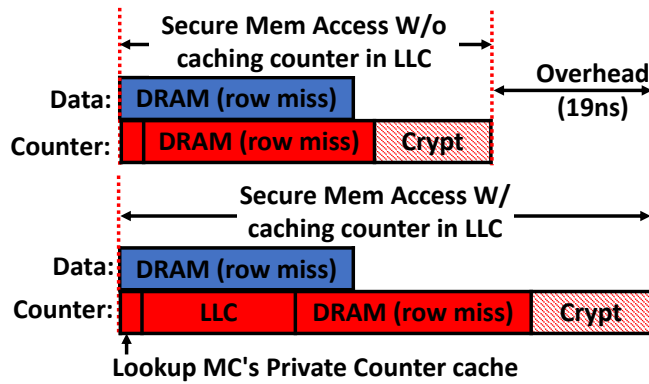 Secure Mem Access W/o
caching counter in LLC
Overhead
(19ns)
Data: DRAM (row miss)
Counter: DRAM (row miss) Crypt
Secure Mem Access W/
caching counter in LLC
Data: DRAM (row miss)
Counter: LLC DRAM (row miss) Crypt
Lookup MC's Private Counter cache